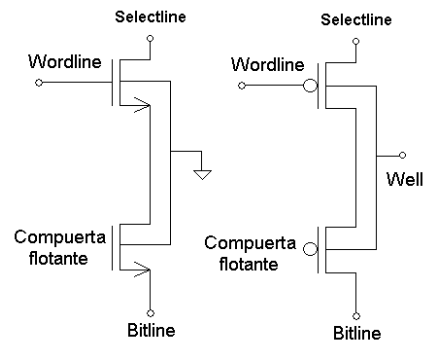 Selectline
Wordline
Compuerta
flotante
Bitline
Selectline
Wordline
Well
Compuerta
flotante
Bitline